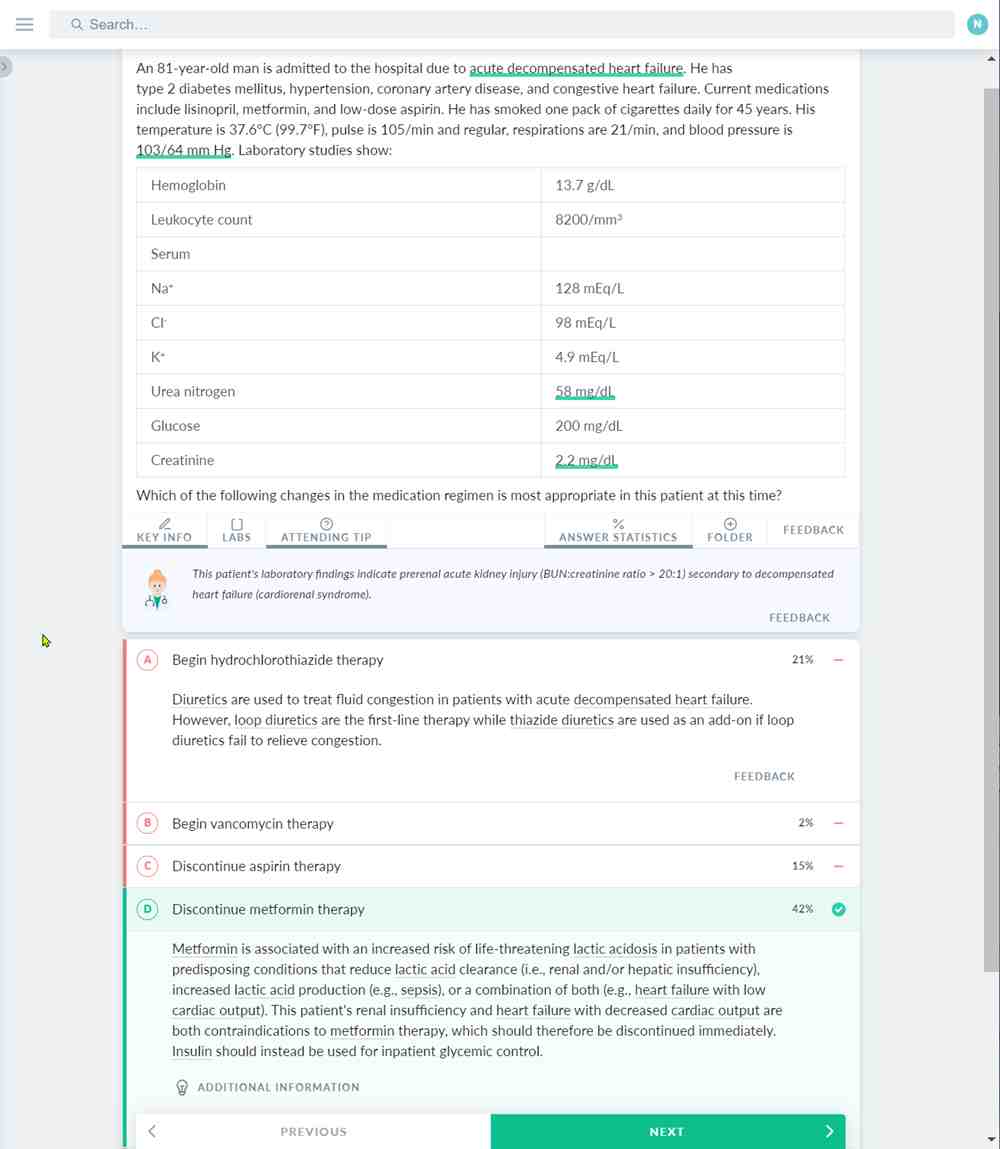 Search...
N
An 81-year-old man is admitted to the hospital due to acute decompensated heart failure. He has
type 2 diabetes mellitus, hypertension, coronary artery disease, and congestive heart failure. Current medications
include lisinopril, metformin, and low-dose aspirin. He has smoked one pack of cigarettes daily for 45 years. His
temperature is 37.6°C (99.7°F), pulse is 105/min and regular, respirations are 21/min, and blood pressure is
103/64 mm Hg. Laboratory studies show:
Hemoglobin 13.7 g/dL
Leukocyte count 8200/mm³
Serum
Na⁺ 128 mEq/L
Cl⁻ 98 mEq/L
K⁺ 4.9 mEq/L
Urea nitrogen 58 mg/dL
Glucose 200 mg/dL
Creatinine 2.2 mg/dL
Which of the following changes in the medication regimen is most appropriate in this patient at this time?
KEY INFO LABS ATTENDING TIP ANSWER STATISTICS FOLDER FEEDBACK
This patient's laboratory findings indicate prerenal acute kidney injury (BUN:creatinine ratio > 20:1) secondary to decompensated
heart failure (cardiorenal syndrome).
FEEDBACK
A Begin hydrochlorothiazide therapy 21%
Diuretics are used to treat fluid congestion in patients with acute decompensated heart failure.
However, loop diuretics are the first-line therapy while thiazide diuretics are used as an add-on if loop
diuretics fail to relieve congestion.
FEEDBACK
B Begin vancomycin therapy 2%
C Discontinue aspirin therapy 15%
D Discontinue metformin therapy 42%
Metformin is associated with an increased risk of life-threatening lactic acidosis in patients with
predisposing conditions that reduce lactic acid clearance (i.e., renal and/or hepatic insufficiency),
increased lactic acid production (e.g., sepsis), or a combination of both (e.g., heart failure with low
cardiac output). This patient's renal insufficiency and heart failure with decreased cardiac output are
both contraindications to metformin therapy, which should therefore be discontinued immediately.
Insulin should instead be used for inpatient glycemic control.
ADDITIONAL INFORMATION
PREVIOUS NEXT